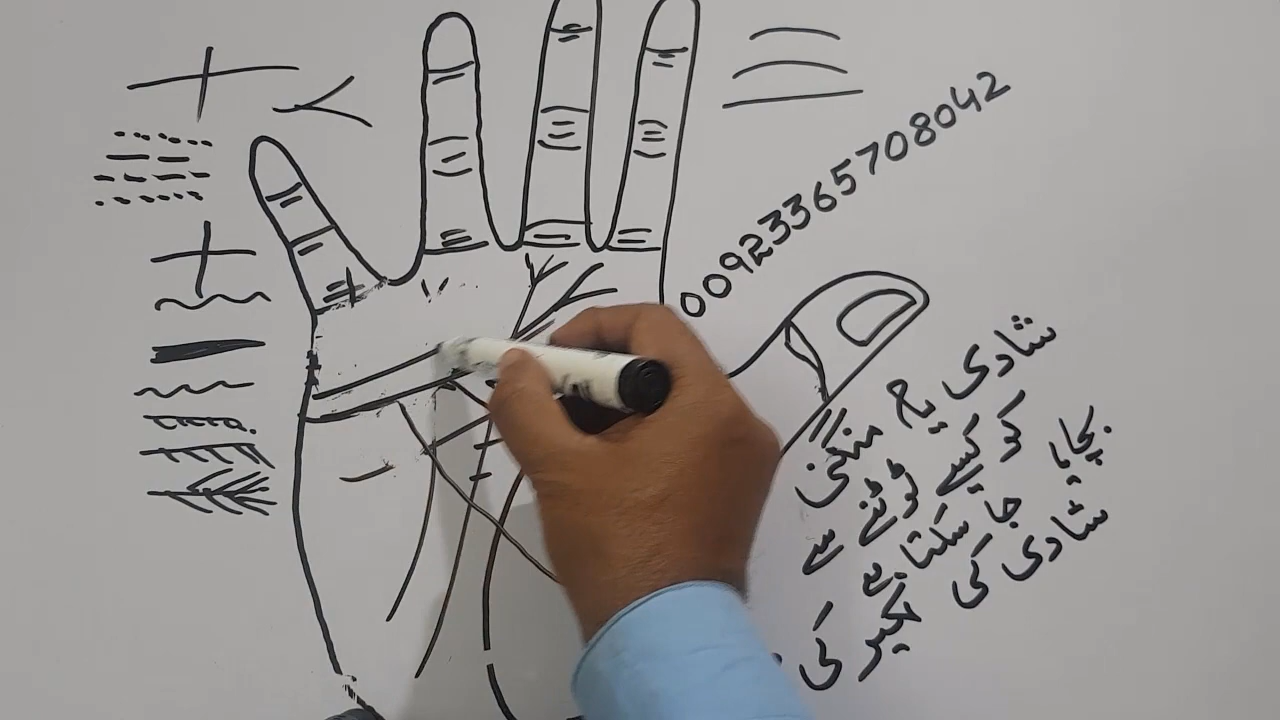 00923365708042
شادی یا منگنی
کو کیسے ٹوٹنے سے
بچایا جا سکتا ہے
شادی کی لکیر کی